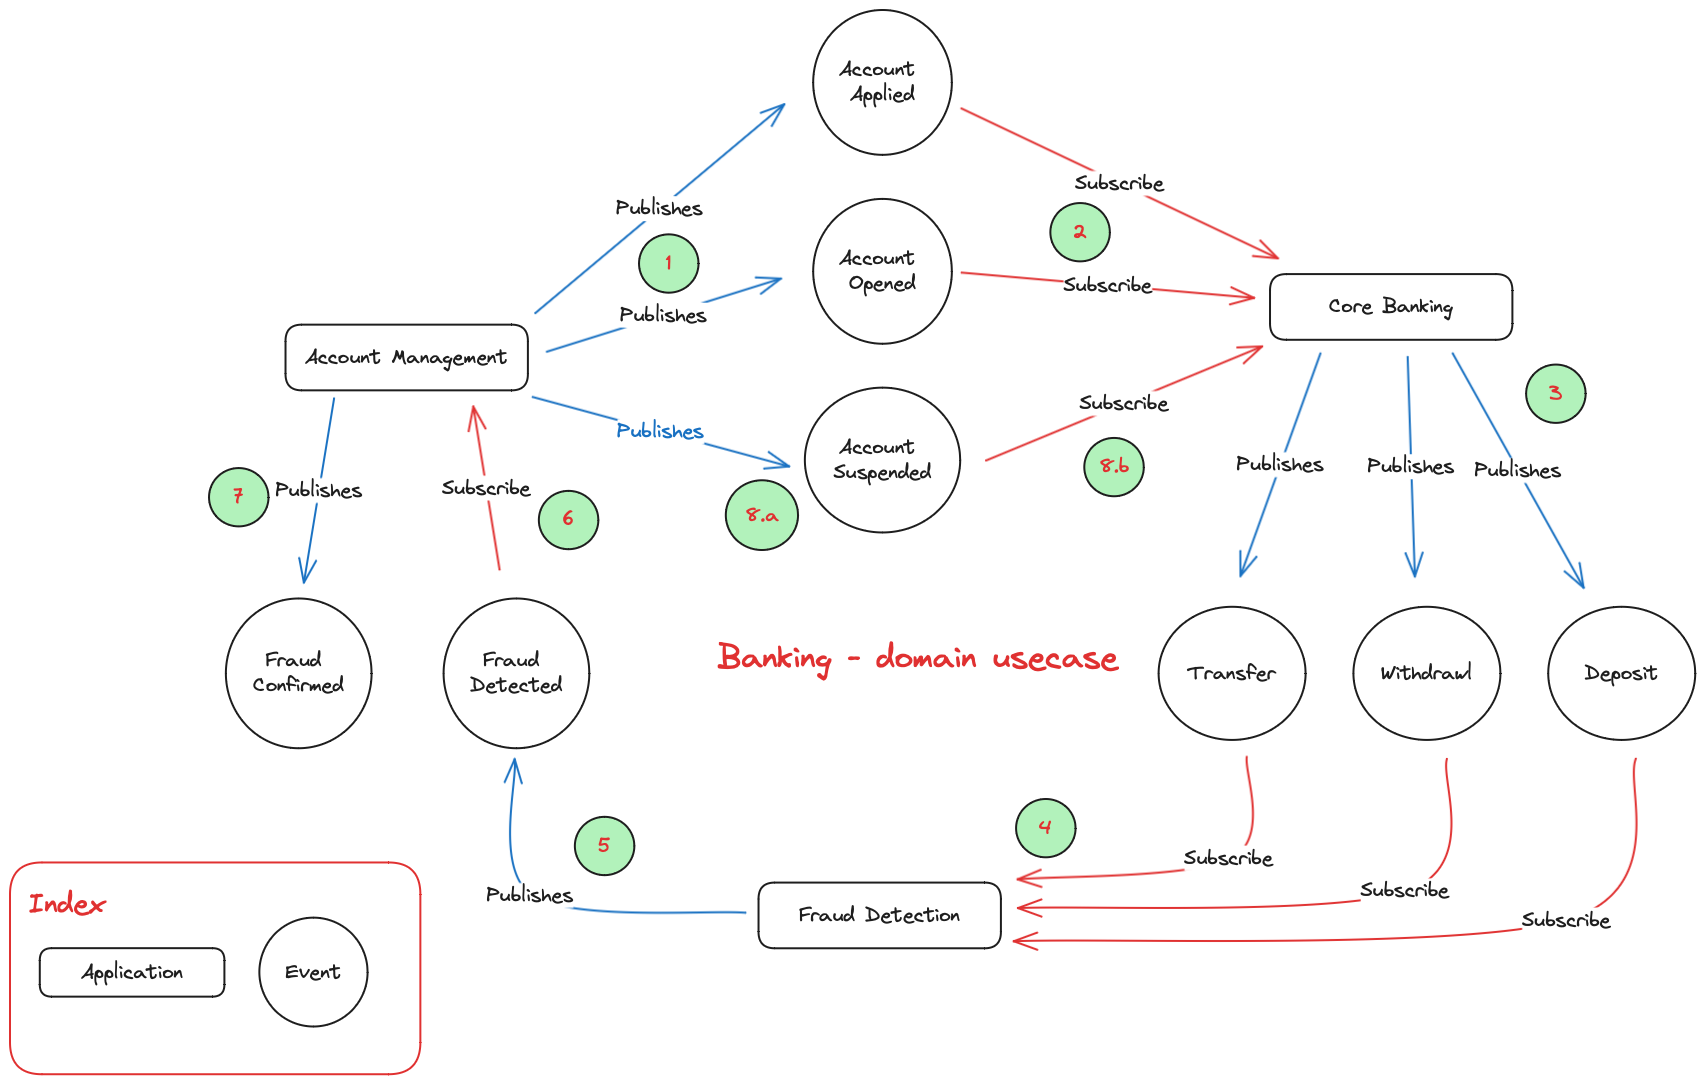 Account
Applied
Publishes
Subscribe
1
2
Account
Opened
Publishes
Subscribe
Core Banking
Account Management
3
Publishes
Subscribe
Account
Suspended
8.a
8.b
7
Publishes
Subscribe
6
Publishes
Publishes
Publishes
Fraud
Confirmed
Fraud
Detected
Banking - domain usecase
Transfer
Withdrawl
Deposit
5
4
Publishes
Fraud Detection
Subscribe
Subscribe
Subscribe
Index
Application
Event